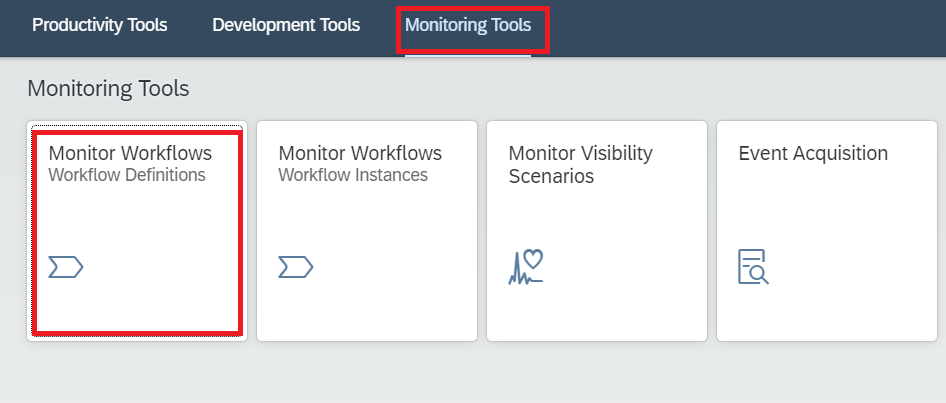 Productivity Tools
Development Tools
Monitoring Tools
Monitoring Tools
Monitor Workflows
Workflow Definitions
Monitor Workflows
Workflow Instances
Monitor Visibility
Scenarios
Event Acquisition